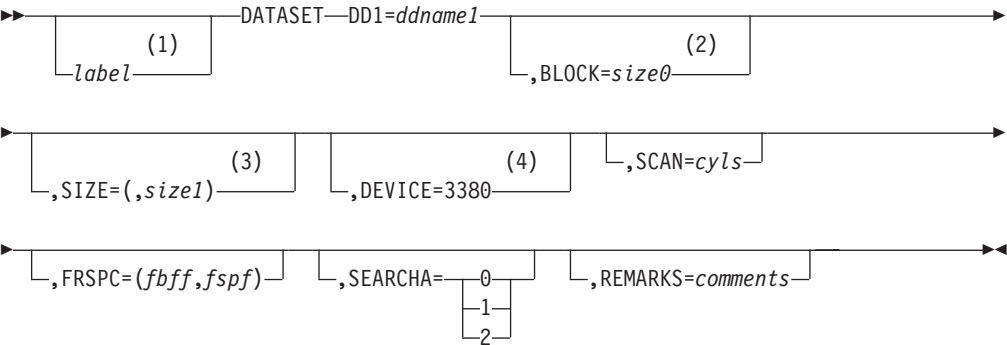 DATASET DD1=ddname1
(1) (2)
label ,BLOCK=size0
(3) (4) ,SCAN=cyls
,SIZE=(,size1) ,DEVICE=3380
,FRSPC=(fbff,fspf) ,SEARCHA= 0 ,REMARKS=comments
1
2